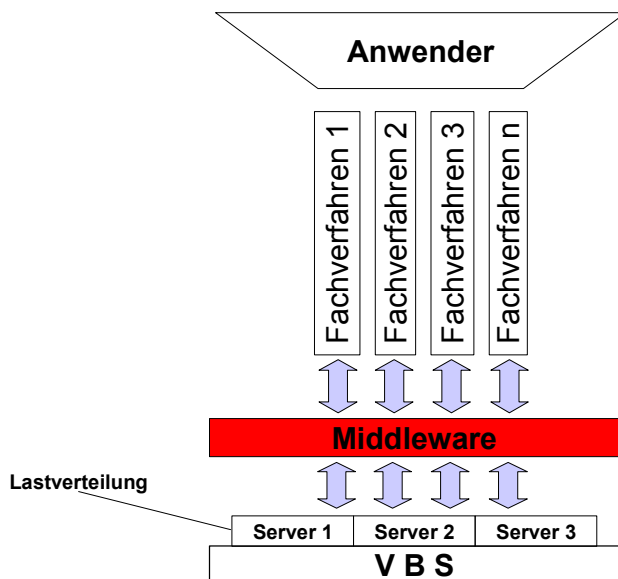 Anwender
Fachverfahren 1
Fachverfahren 2
Fachverfahren 3
Fachverfahren n
Middleware
Lastverteilung
Server 1
Server 2
Server 3
V B S